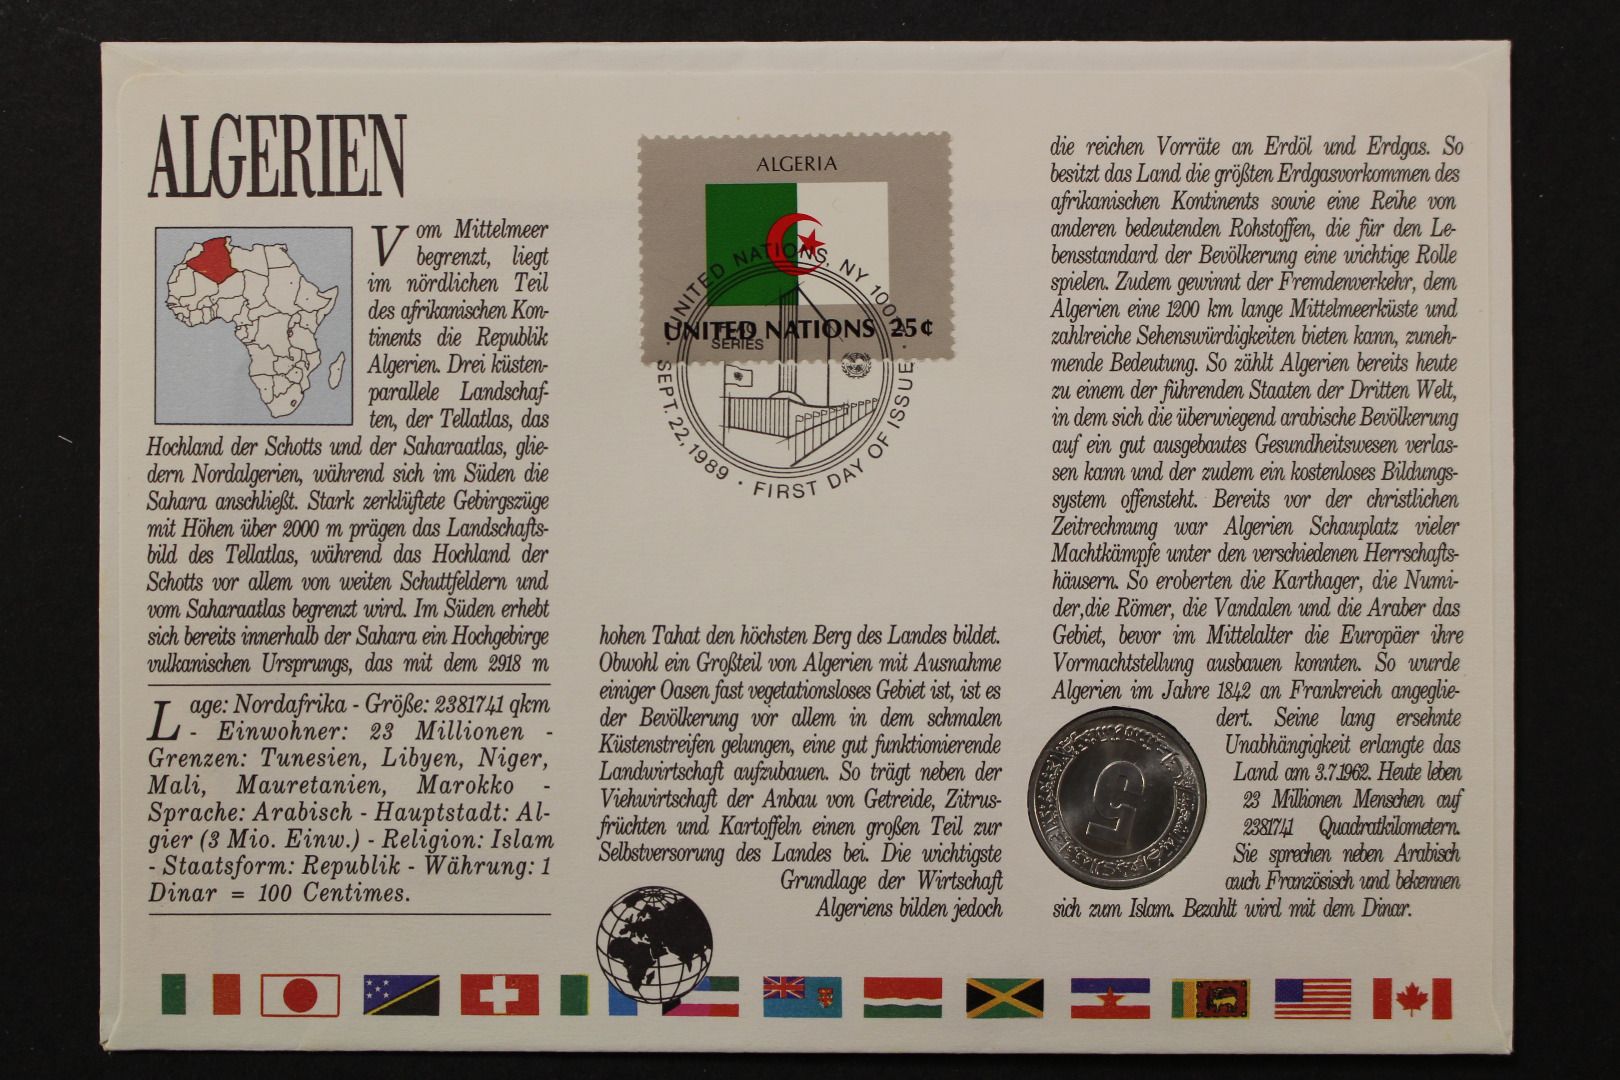 ALGERIEN
Vom Mittelmeer
begrenzt, liegt
im nördlichen Teil
des afrikanischen Kon-
tinents die Republik
Algerien. Drei küsten-
parallele Landschaf-
ten, der Tellatlas, das
Hochland der Schotts und der Saharaatlas, glie-
dern Nordalgerien, während sich im Süden die
Sahara anschließt. Stark zerklüftete Gebirgszüge
mit Höhen über 2000 m prägen das Landschafts-
bild des Tellatlas, während das Hochland der
Schotts vor allem von weiten Schuttfeldern und
vom Saharaatlas begrenzt wird. Im Süden erhebt
sich bereits innerhalb der Sahara ein Hochgebirge
vulkanischen Ursprungs, das mit dem 2918 m
Lage: Nordafrika - Größe: 2381741 qkm
- Einwohner: 23 Millionen -
Grenzen: Tunesien, Libyen, Niger,
Mali, Mauretanien, Marokko -
Sprache: Arabisch - Hauptstadt: Al-
gier (3 Mio. Einw.) - Religion: Islam
- Staatsform: Republik - Währung: 1
Dinar = 100 Centimes.
ALGERIA
UNITED NATIONS 25¢
UNITED NATIONS, NY 10017
FLAG
SERIES
SEPT. 22, 1989 · FIRST DAY OF ISSUE ·
hohen Tahat den höchsten Berg des Landes bildet.
Obwohl ein Großteil von Algerien mit Ausnahme
einiger Oasen fast vegetationsloses Gebiet ist, ist es
der Bevölkerung vor allem in dem schmalen
Küstenstreifen gelungen, eine gut funktionierende
Landwirtschaft aufzubauen. So trägt neben der
Viehwirtschaft der Anbau von Getreide, Zitrus-
früchten und Kartoffeln einen großen Teil zur
Selbstversorung des Landes bei. Die wichtigste
Grundlage der Wirtschaft
Algeriens bilden jedoch
die reichen Vorräte an Erdöl und Erdgas. So
besitzt das Land die größten Erdgasvorkommen des
afrikanischen Kontinents sowie eine Reihe von
anderen bedeutenden Rohstoffen, die für den Le-
bensstandard der Bevölkerung eine wichtige Rolle
spielen. Zudem gewinnt der Fremdenverkehr, dem
Algerien eine 1200 km lange Mittelmeerküste und
zahlreiche Sehenswürdigkeiten bieten kann, zuneh-
mende Bedeutung. So zählt Algerien bereits heute
zu einem der führenden Staaten der Dritten Welt,
in dem sich die überwiegend arabische Bevölkerung
auf ein gut ausgebautes Gesundheitswesen verlas-
sen kann und der zudem ein kostenloses Bildungs-
system offensteht. Bereits vor der christlichen
Zeitrechnung war Algerien Schauplatz vieler
Machtkämpfe unter den verschiedenen Herrschafts-
häusern. So eroberten die Karthager, die Numi-
der,die Römer, die Vandalen und die Araber das
Gebiet, bevor im Mittelalter die Europäer ihre
Vormachtstellung ausbauen konnten. So wurde
Algerien im Jahre 1842 an Frankreich angeglie-
dert. Seine lang ersehnte
Unabhängigkeit erlangte das
Land am 3.7.1962. Heute leben
23 Millionen Menschen auf
2381741 Quadratkilometern.
Sie sprechen neben Arabisch
auch Französisch und bekennen
sich zum Islam. Bezahlt wird mit dem Dinar.
5